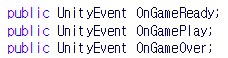 public UnityEvent OnGameReady;
public UnityEvent OnGamePlay;
public UnityEvent OnGameOver;